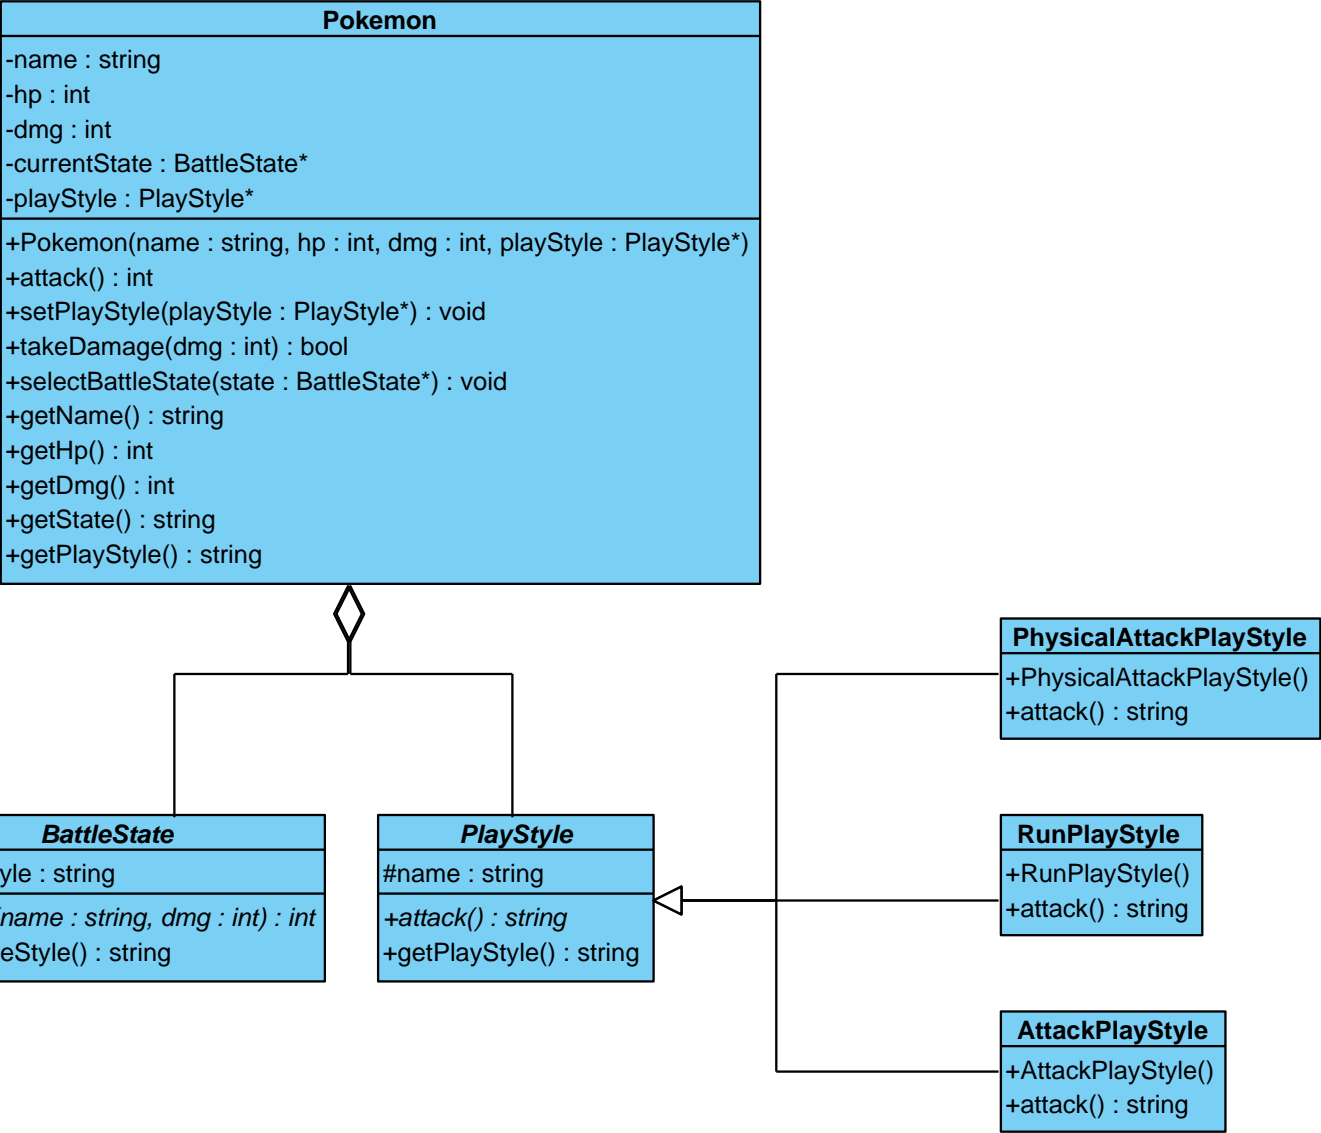 Pokemon
-name : string
-hp : int
-dmg : int
-currentState : BattleState*
-playStyle : PlayStyle*
+Pokemon(name : string, hp : int, dmg : int, playStyle : PlayStyle*)
+attack() : int
+setPlayStyle(playStyle : PlayStyle*) : void
+takeDamage(dmg : int) : bool
+selectBattleState(state : BattleState*) : void
+getName() : string
+getHp() : int
+getDmg() : int
+getState() : string
+getPlayStyle() : string
BattleState
yle : string
(name : string, dmg : int) : int
eStyle() : string
PlayStyle
#name : string
+attack() : string
+getPlayStyle() : string
PhysicalAttackPlayStyle
+PhysicalAttackPlayStyle()
+attack() : string
RunPlayStyle
+RunPlayStyle()
+attack() : string
AttackPlayStyle
+AttackPlayStyle()
+attack() : string